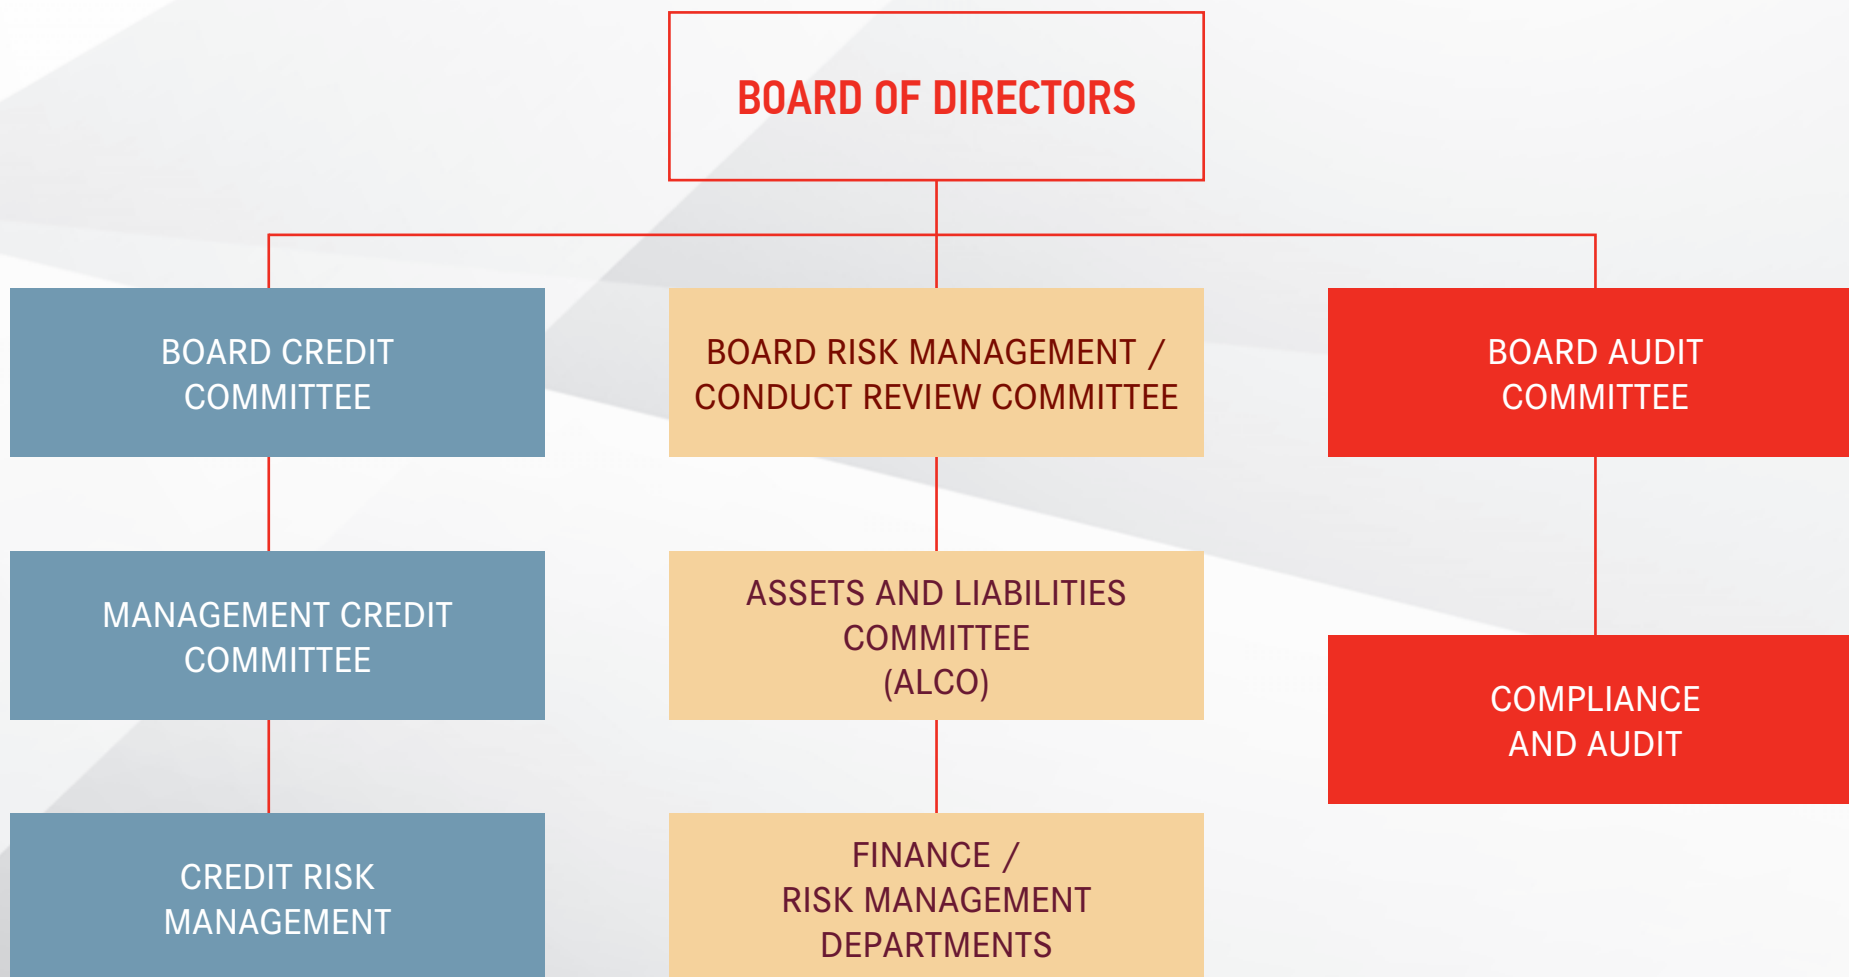 BOARD OF DIRECTORS
BOARD CREDIT
COMMITTEE
BOARD RISK MANAGEMENT /
CONDUCT REVIEW COMMITTEE
BOARD AUDIT
COMMITTEE
MANAGEMENT CREDIT
COMMITTEE
ASSETS AND LIABILITIES
COMMITTEE
(ALCO)
COMPLIANCE
AND AUDIT
CREDIT RISK
MANAGEMENT
FINANCE /
RISK MANAGEMENT
DEPARTMENTS